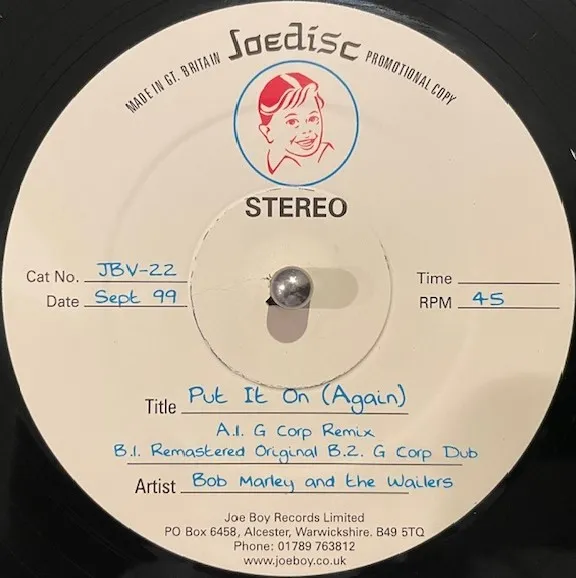 Joedisc
MADE IN GT. BRITAIN PROMOTIONAL COPY
STEREO
Cat No. JBV-22
Date Sept 99
Time
RPM 45
Title Put It On (Again)
A.1. G Corp Remix
B.1. Remastered Original B.2. G Corp Dub
Artist Bob Marley and the Wailers
Joe Boy Records Limited
PO Box 6458, Alcester, Warwickshire. B49 5TQ
Phone: 01789 763812
www.joeboy.co.uk